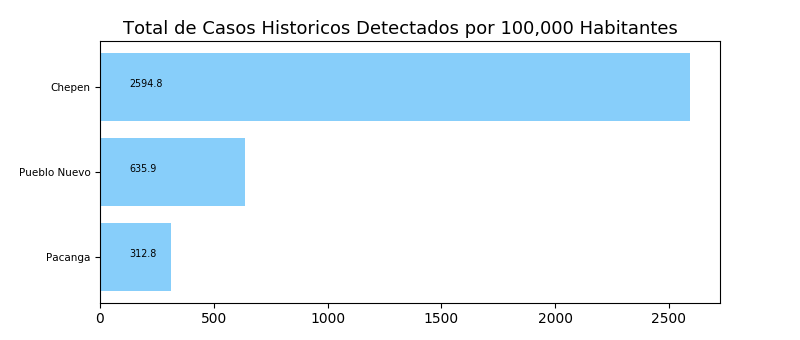 Total de Casos Historicos Detectados por 100,000 Habitantes
Chepen
2594.8
Pueblo Nuevo
635.9
Pacanga
312.8
0 500 1000 1500 2000 2500